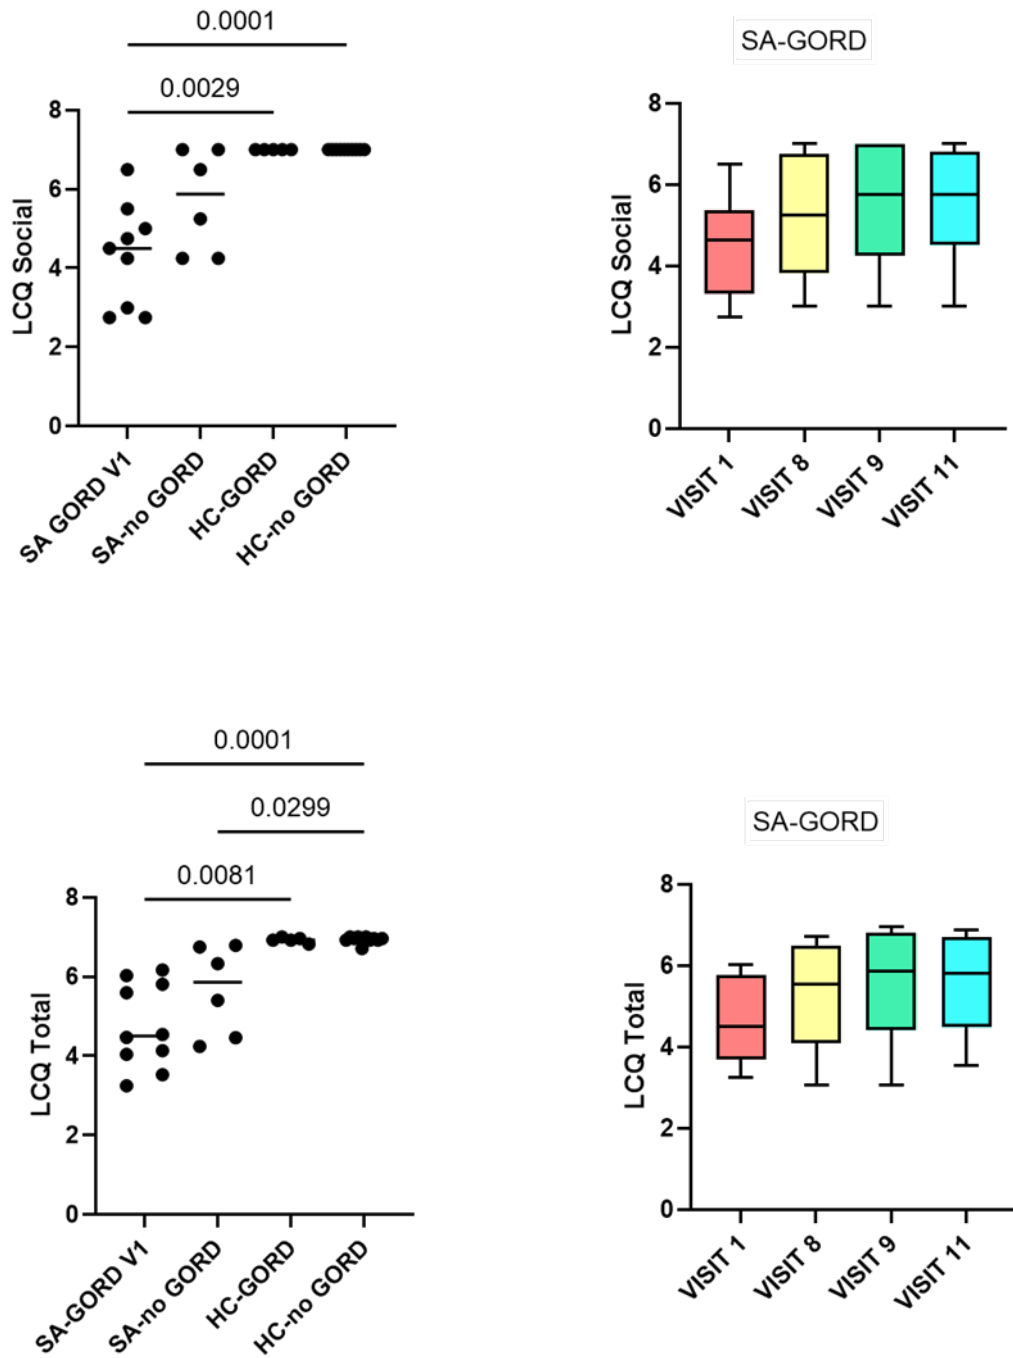 0.0001
0.0029
8
6
4
2
0
LCQ Social
SA GORD V1
SA-no GORD
HC-GORD
HC-no GORD
SA-GORD
8
6
4
2
0
LCQ Social
VISIT 1
VISIT 8
VISIT 9
VISIT 11
0.0001
0.0299
0.0081
8
6
4
2
0
LCQ Total
SA-GORD V1
SA-no GORD
HC-GORD
HC-no GORD
SA-GORD
8
6
4
2
0
LCQ Total
VISIT 1
VISIT 8
VISIT 9
VISIT 11